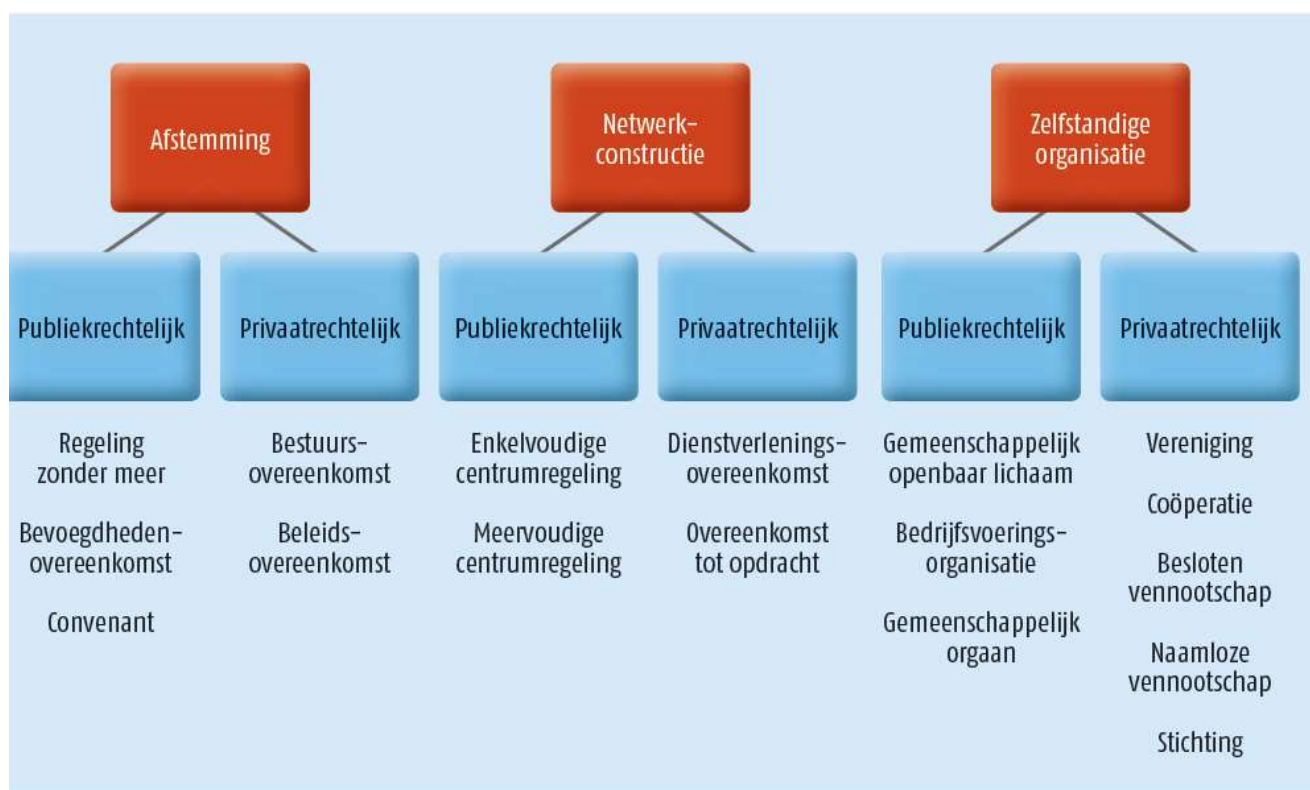 Afstemming
Netwerk-
constructie
Zelfstandige
organisatie
Publiekrechtelijk
Privaatrechtelijk
Publiekrechtelijk
Privaatrechtelijk
Publiekrechtelijk
Privaatrechtelijk
Regeling
zonder meer
Bevoegdheden-
overeenkomst
Convenant
Bestuurs-
overeenkomst
Beleids-
overeenkomst
Enkelvoudige
centrumregeling
Meervoudige
centrumregeling
Dienstverlenings-
overeenkomst
Overeenkomst
tot opdracht
Gemeenschappelijk
openbaar lichaam
Bedrijfsvoerings-
organisatie
Gemeenschappelijk
orgaan
Vereniging
Coöperatie
Besloten
vennootschap
Naamloze
vennootschap
Stichting